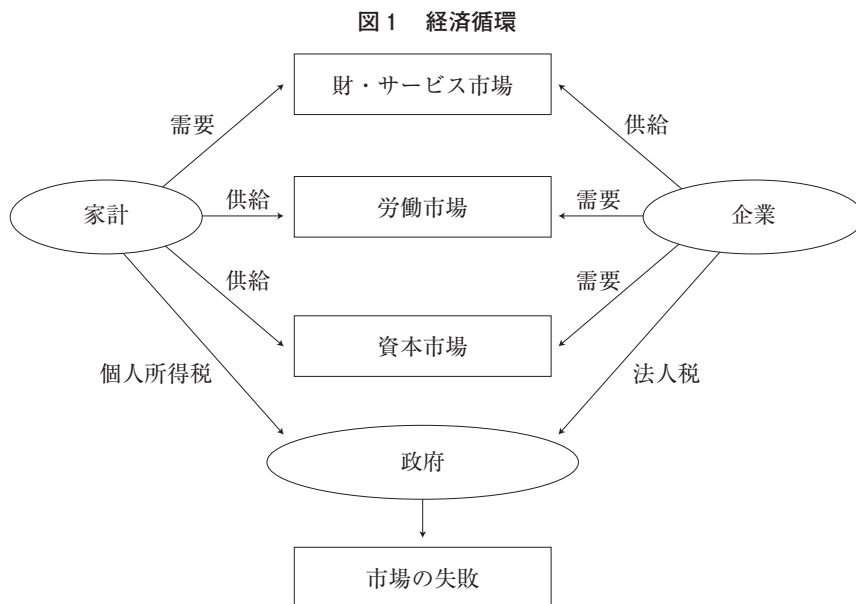 図1 経済循環
財・サービス市場
需要
供給
家計
供給
労働市場
需要
企業
供給
需要
資本市場
個人所得税
法人税
政府
市場の失敗